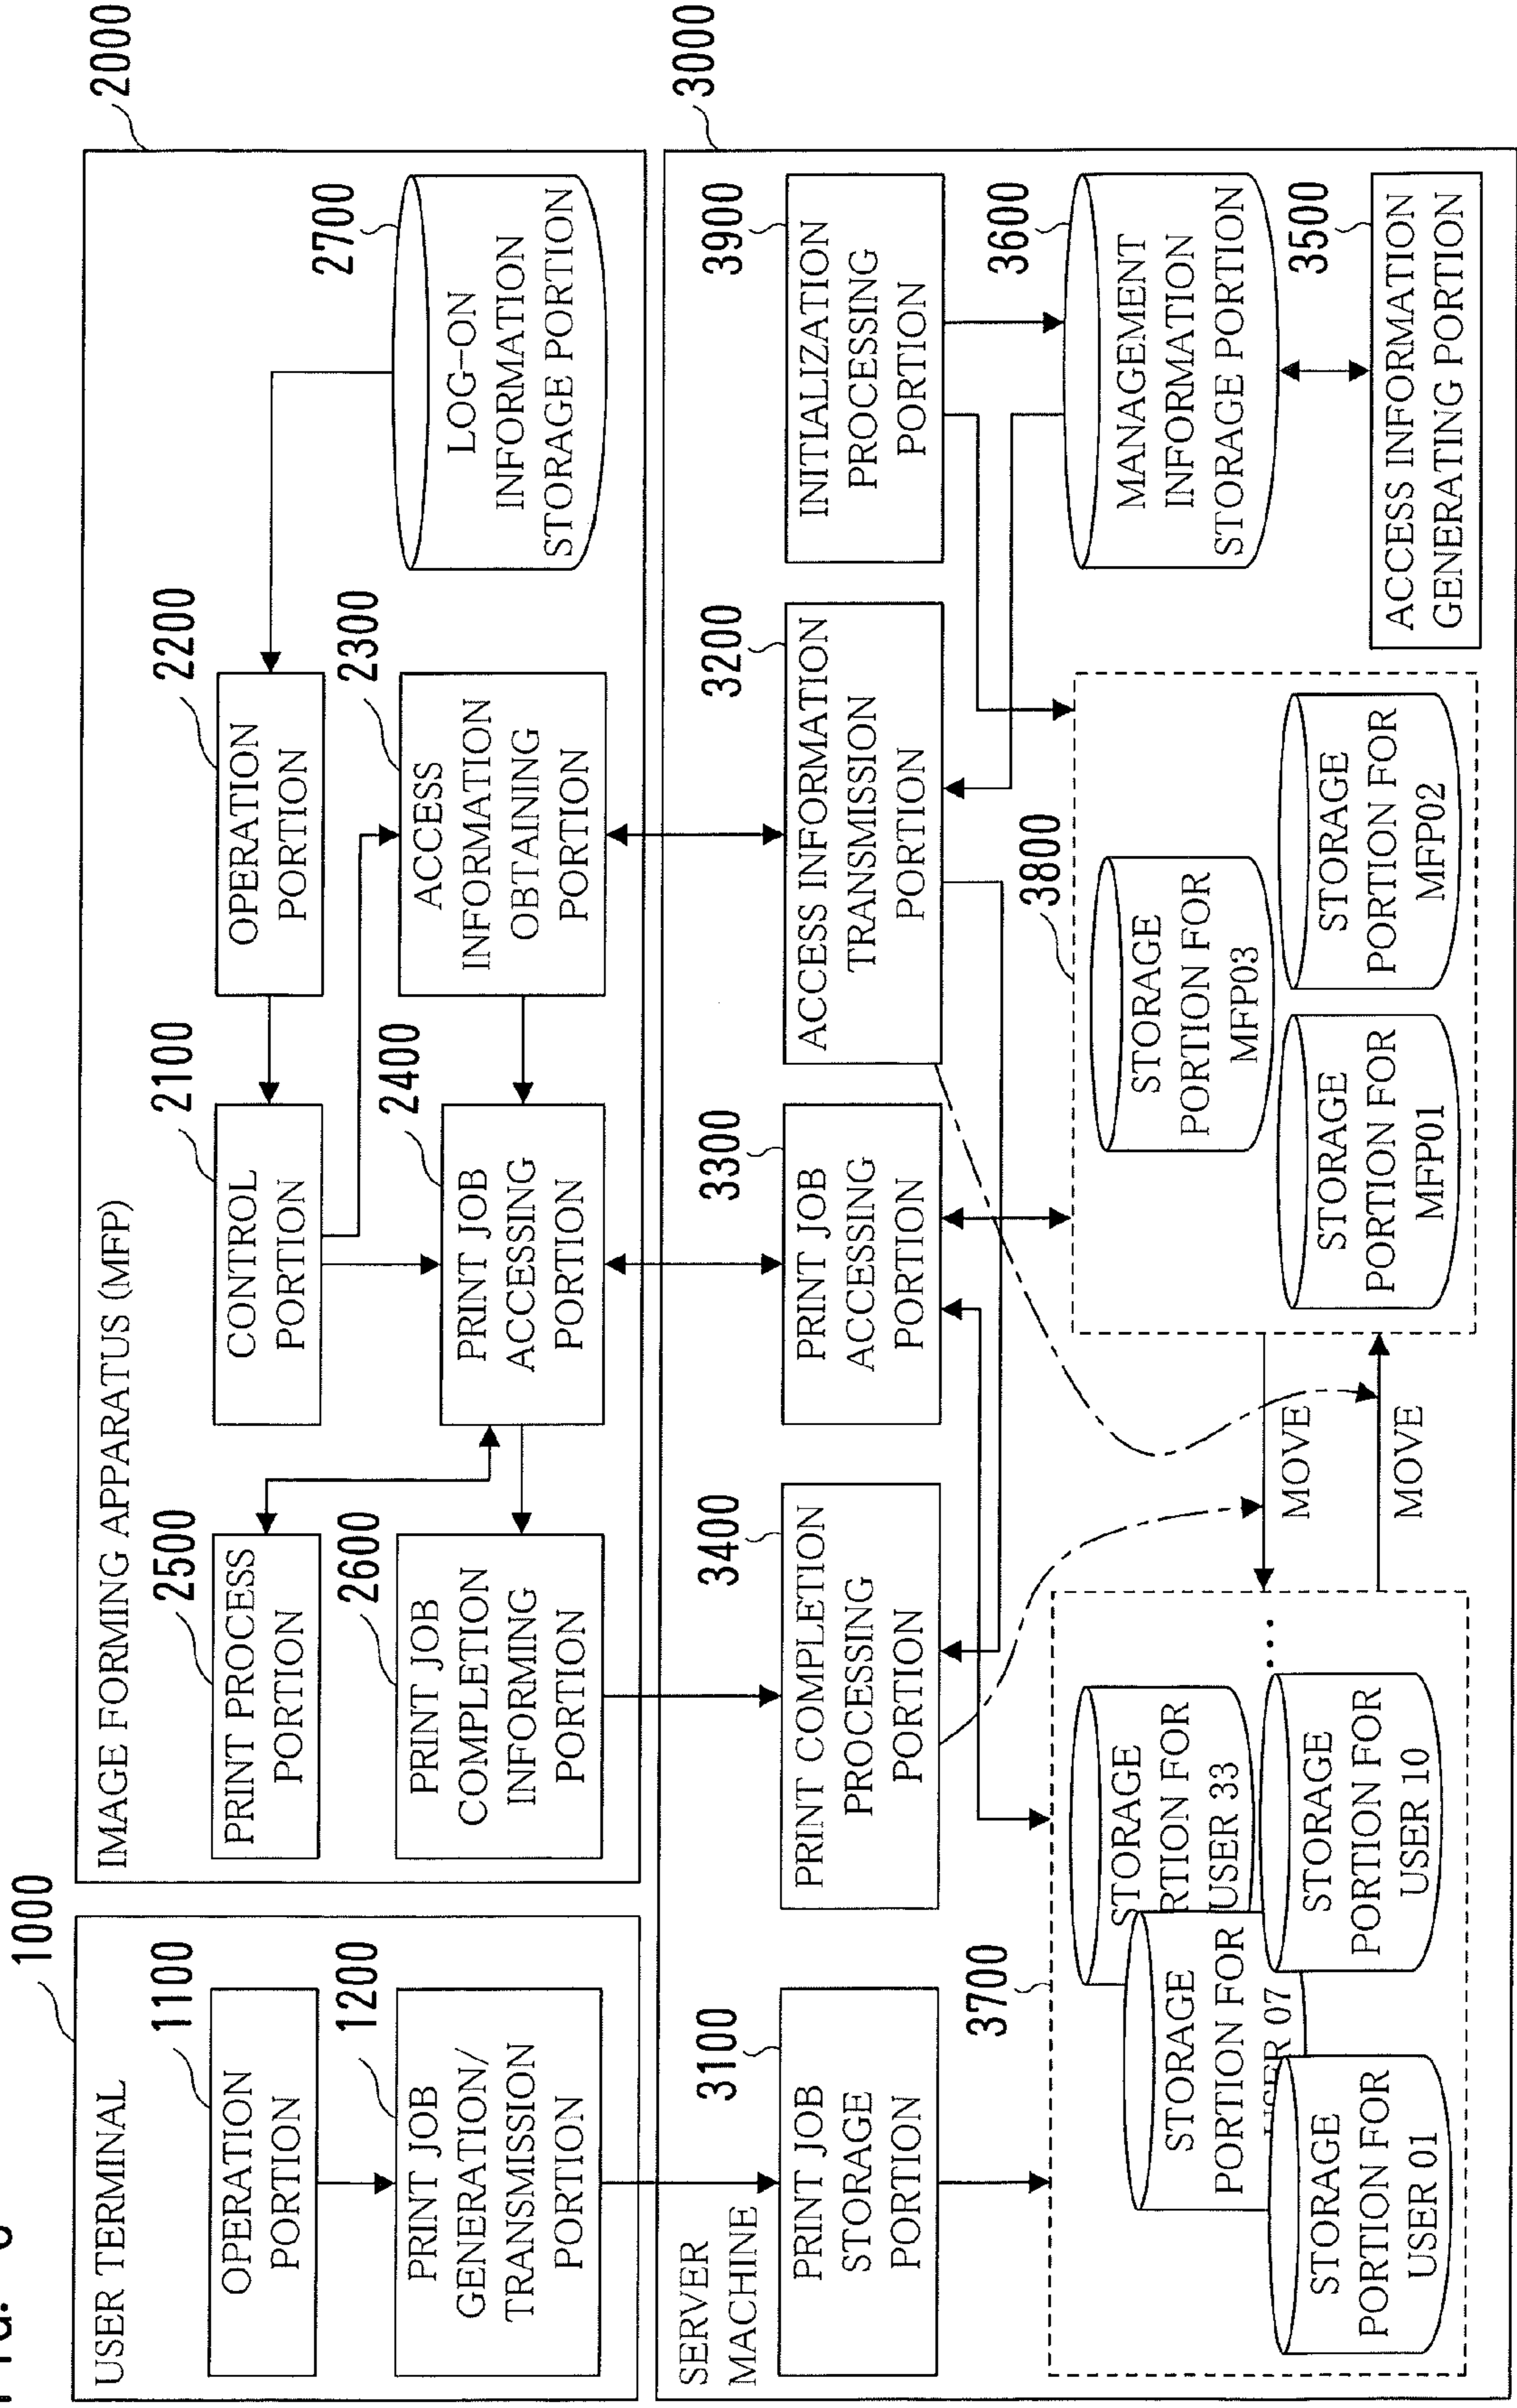 1000
USER TERMINAL
1100
OPERATION
PORTION
1200
PRINT JOB
GENERATION/
TRANSMISSION
PORTION
2000
IMAGE FORMING APPARATUS (MFP)
2500
PRINT PROCESS
PORTION
2100
CONTROL
PORTION
2200
OPERATION
PORTION
2700
LOG-ON
INFORMATION
STORAGE PORTION
2600
PRINT JOB
COMPLETION
INFORMING
PORTION
2400
PRINT JOB
ACCESSING
PORTION
2300
ACCESS
INFORMATION
OBTAINING
PORTION
3000
SERVER
MACHINE
3100
PRINT JOB
STORAGE
PORTION
3400
PRINT COMPLETION
PROCESSING
PORTION
3300
PRINT JOB
ACCESSING
PORTION
3200
ACCESS INFORMATION
TRANSMISSION
PORTION
3900
INITIALIZATION
PROCESSING
PORTION
3700
STORAGE
PORTION FOR
USER 01
STORAGE
PORTION FOR
07
STORAGE
RTION FOR
USER 33
STORAGE
PORTION FOR
USER 10
....
MOVE
MOVE
3800
STORAGE
PORTION FOR
MFP03
STORAGE
PORTION FOR
MFP01
STORAGE
PORTION FOR
MFP02
3600
MANAGEMENT
INFORMATION
STORAGE PORTION
3500
ACCESS INFORMATION
GENERATING PORTION